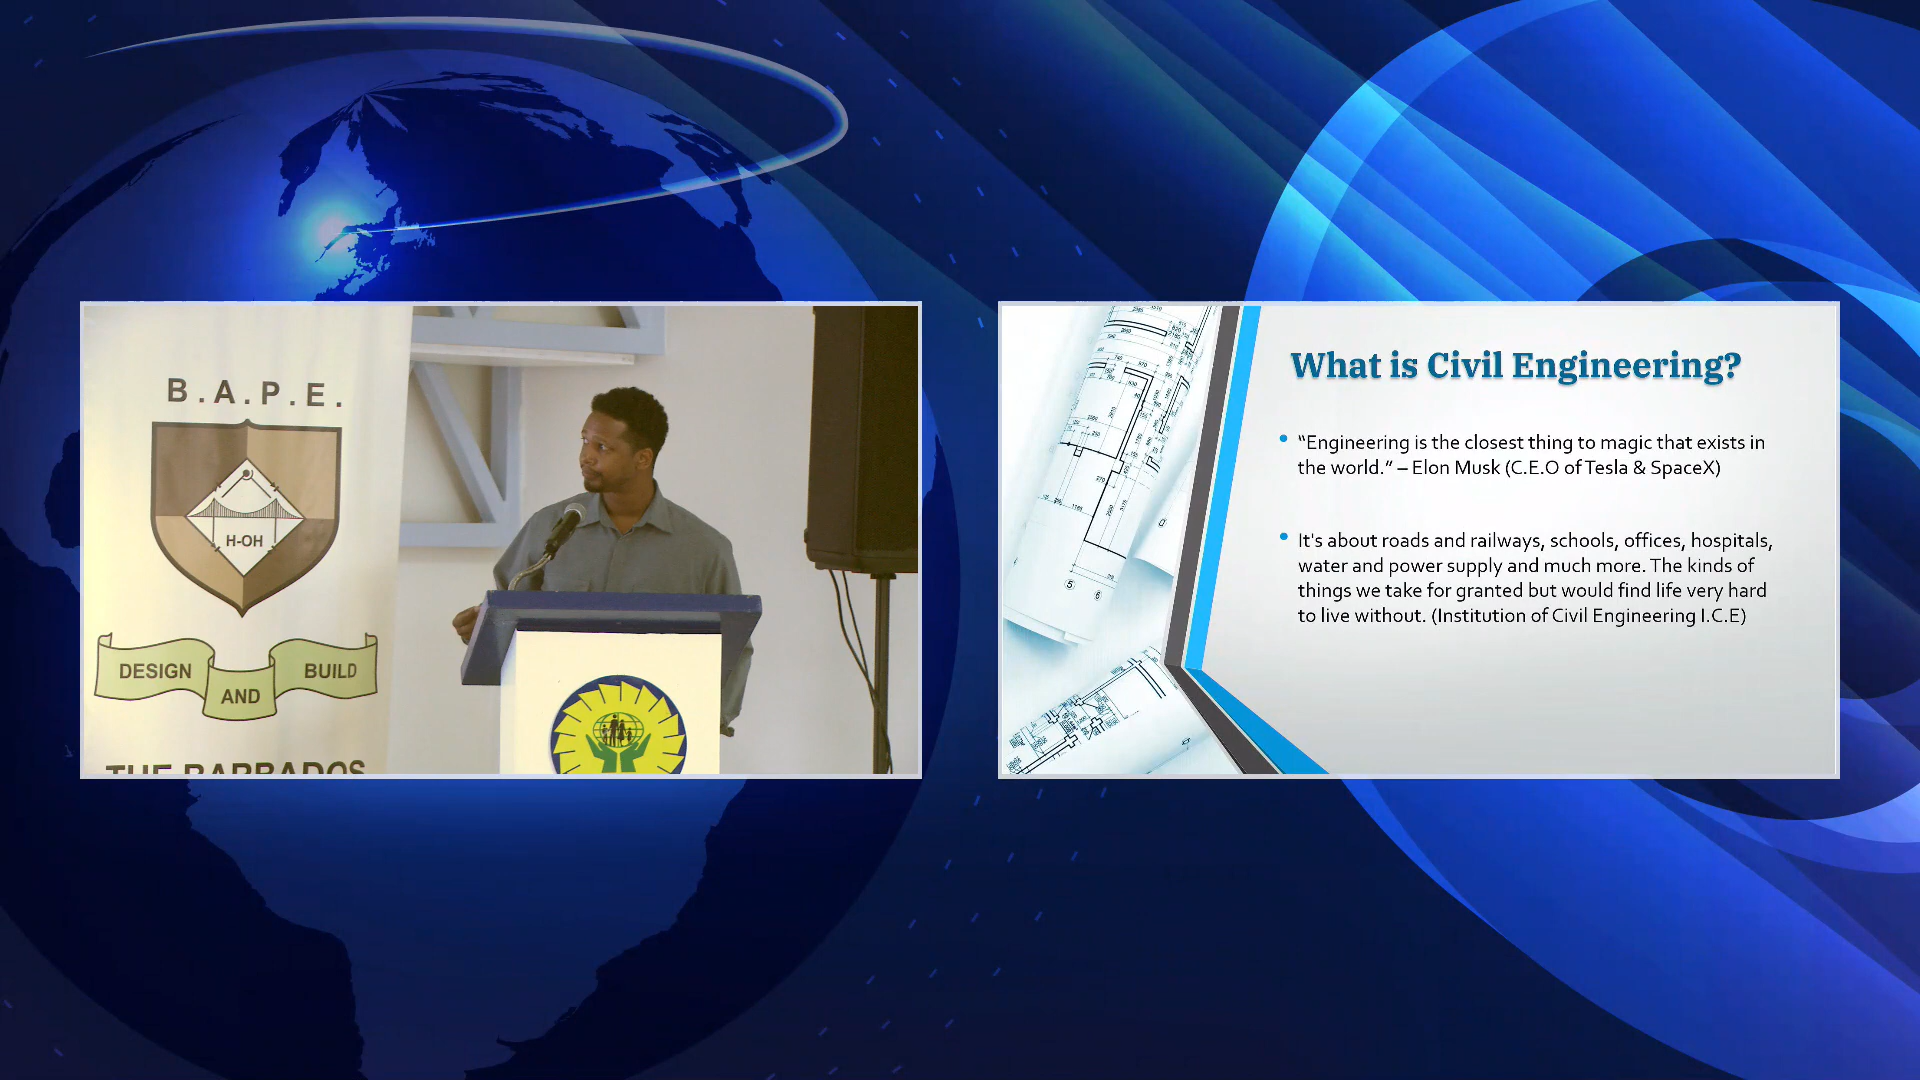 B.A.P.E.
H-OH
DESIGN AND BUILD
THE BARBADOS
What is Civil Engineering?
• “Engineering is the closest thing to magic that exists in
the world.” – Elon Musk (C.E.O of Tesla & SpaceX)
• It's about roads and railways, schools, offices, hospitals,
water and power supply and much more. The kinds of
things we take for granted but would find life very hard
to live without. (Institution of Civil Engineering I.C.E)